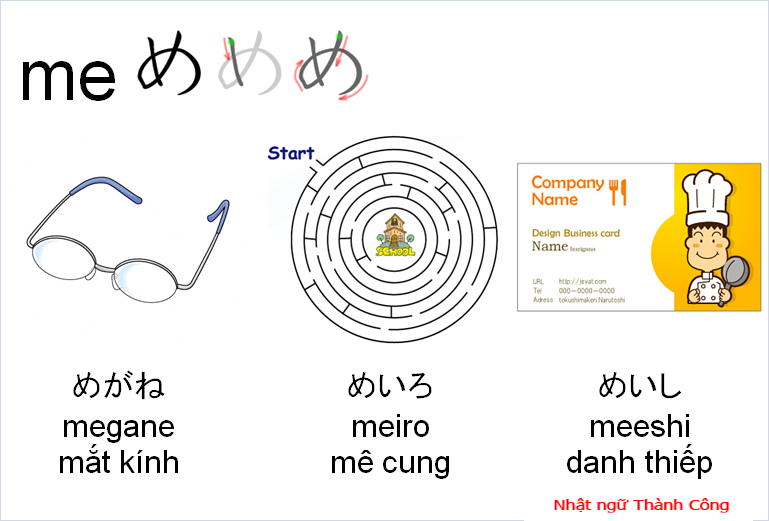 me め め め
Start
SCHOOL
Company
Name
Design Business card
Name
URL http://jevat.com
Tel 000—0000—0000
Adress tokushimaken Narutoshi
めがね
megane
mắt kính
めいろ
meiro
mê cung
めいし
meeshi
danh thiếp
Nhật ngữ Thành Công